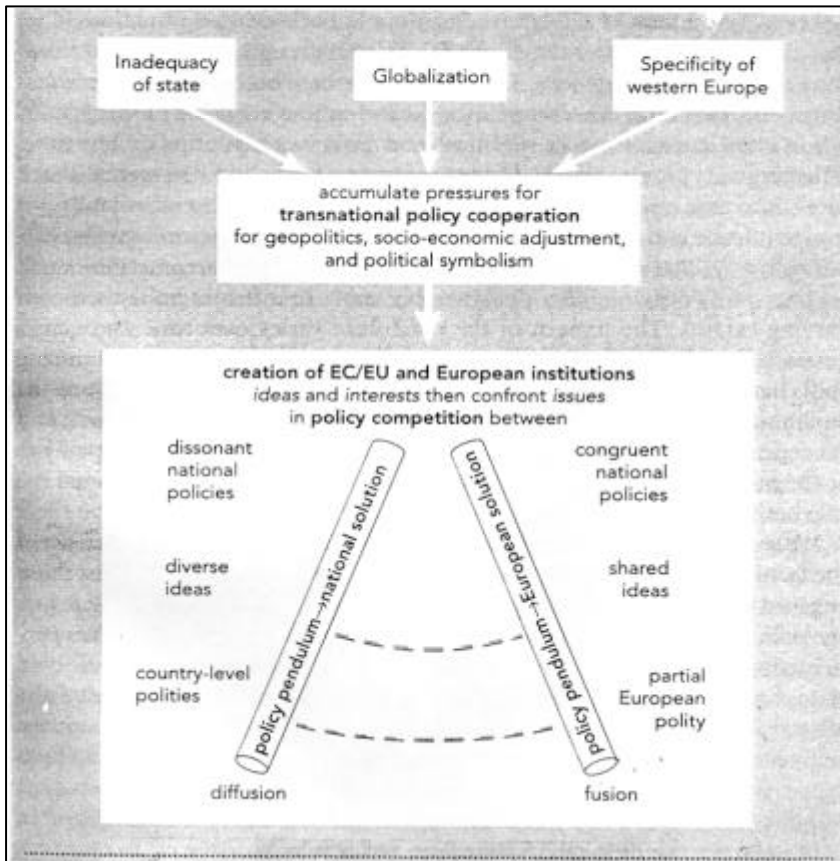 Inadequacy
of state
Globalization
Specificity of
western Europe
accumulate pressures for
transnational policy cooperation
for geopolitics, socio-economic adjustment,
and political symbolism
creation of EC/EU and European institutions
ideas and interests then confront issues
in policy competition between
dissonant
national
policies
congruent
national
policies
policy pendulum→national solution
policy pendulum→European solution
diverse
ideas
shared
ideas
country-level
polities
partial
European
polity
diffusion
fusion